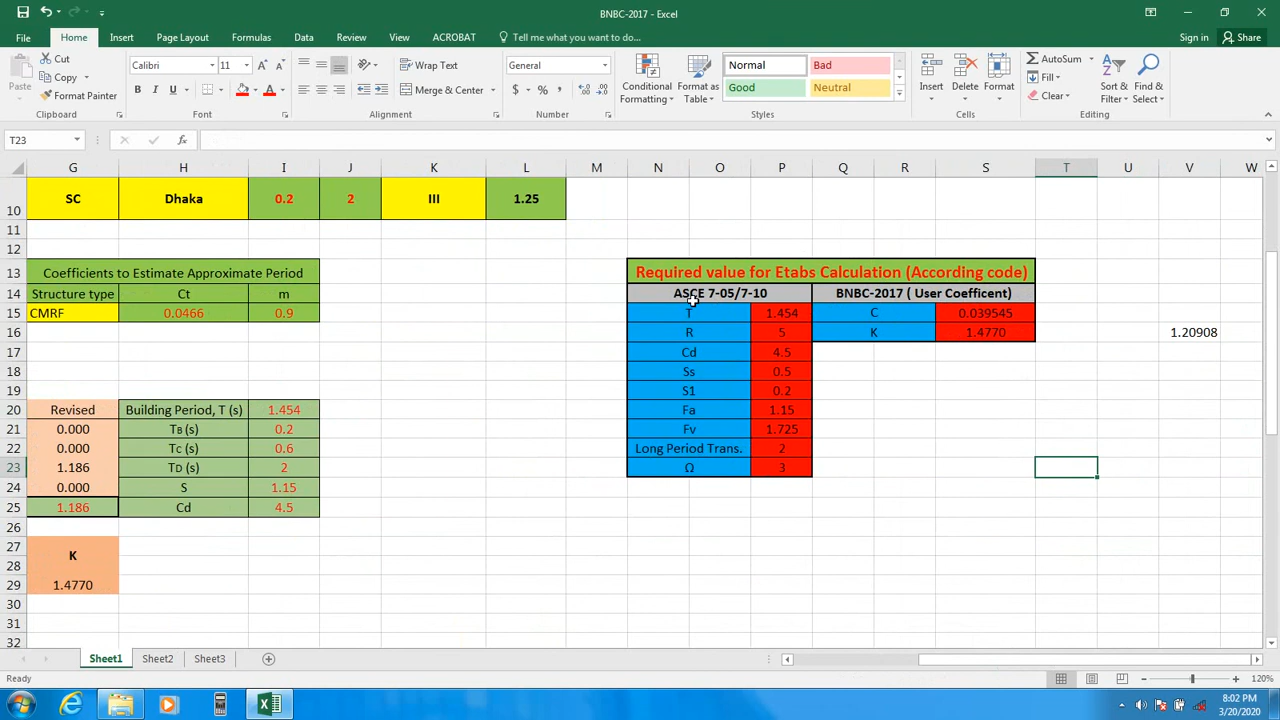 BNBC-2017 - Excel
File Home Insert Page Layout Formulas Data Review View ACROBAT Tell me what you want to do... Sign in Share
Cut
Copy
Format Painter
Paste
Clipboard
Calibri 11
B I U
Font
Wrap Text
Merge & Center
Alignment
General
$ % ,
Number
Conditional Formatting
Format as Table
Normal Bad
Good Neutral
Styles
Insert Delete Format
Cells
AutoSum
Fill
Clear
Sort & Filter
Find & Select
Editing
T23 fx
G H I J K L M N O P Q R S T U V W
10 SC Dhaka 0.2 2 III 1.25
11
12
13 Coefficients to Estimate Approximate Period Required value for Etabs Calculation (According code)
14 Structure type Ct m ASCE 7-05/7-10 BNBC-2017 ( User Coefficent)
15 CMRF 0.0466 0.9 T 1.454 C 0.039545
16 R 5 K 1.4770 1.20908
17 Cd 4.5
18 Ss 0.5
19 S1 0.2
20 Revised Building Period, T (s) 1.454 Fa 1.15
21 0.000 TB (s) 0.2 Fv 1.725
22 0.000 TC (s) 0.6 Long Period Trans. 2
23 1.186 TD (s) 2 Ω 3
24 0.000 S 1.15
25 1.186 Cd 4.5
26
27 K
28
29 1.4770
30
31
32
Sheet1 Sheet2 Sheet3
Ready 120%
8:02 PM
3/20/2020